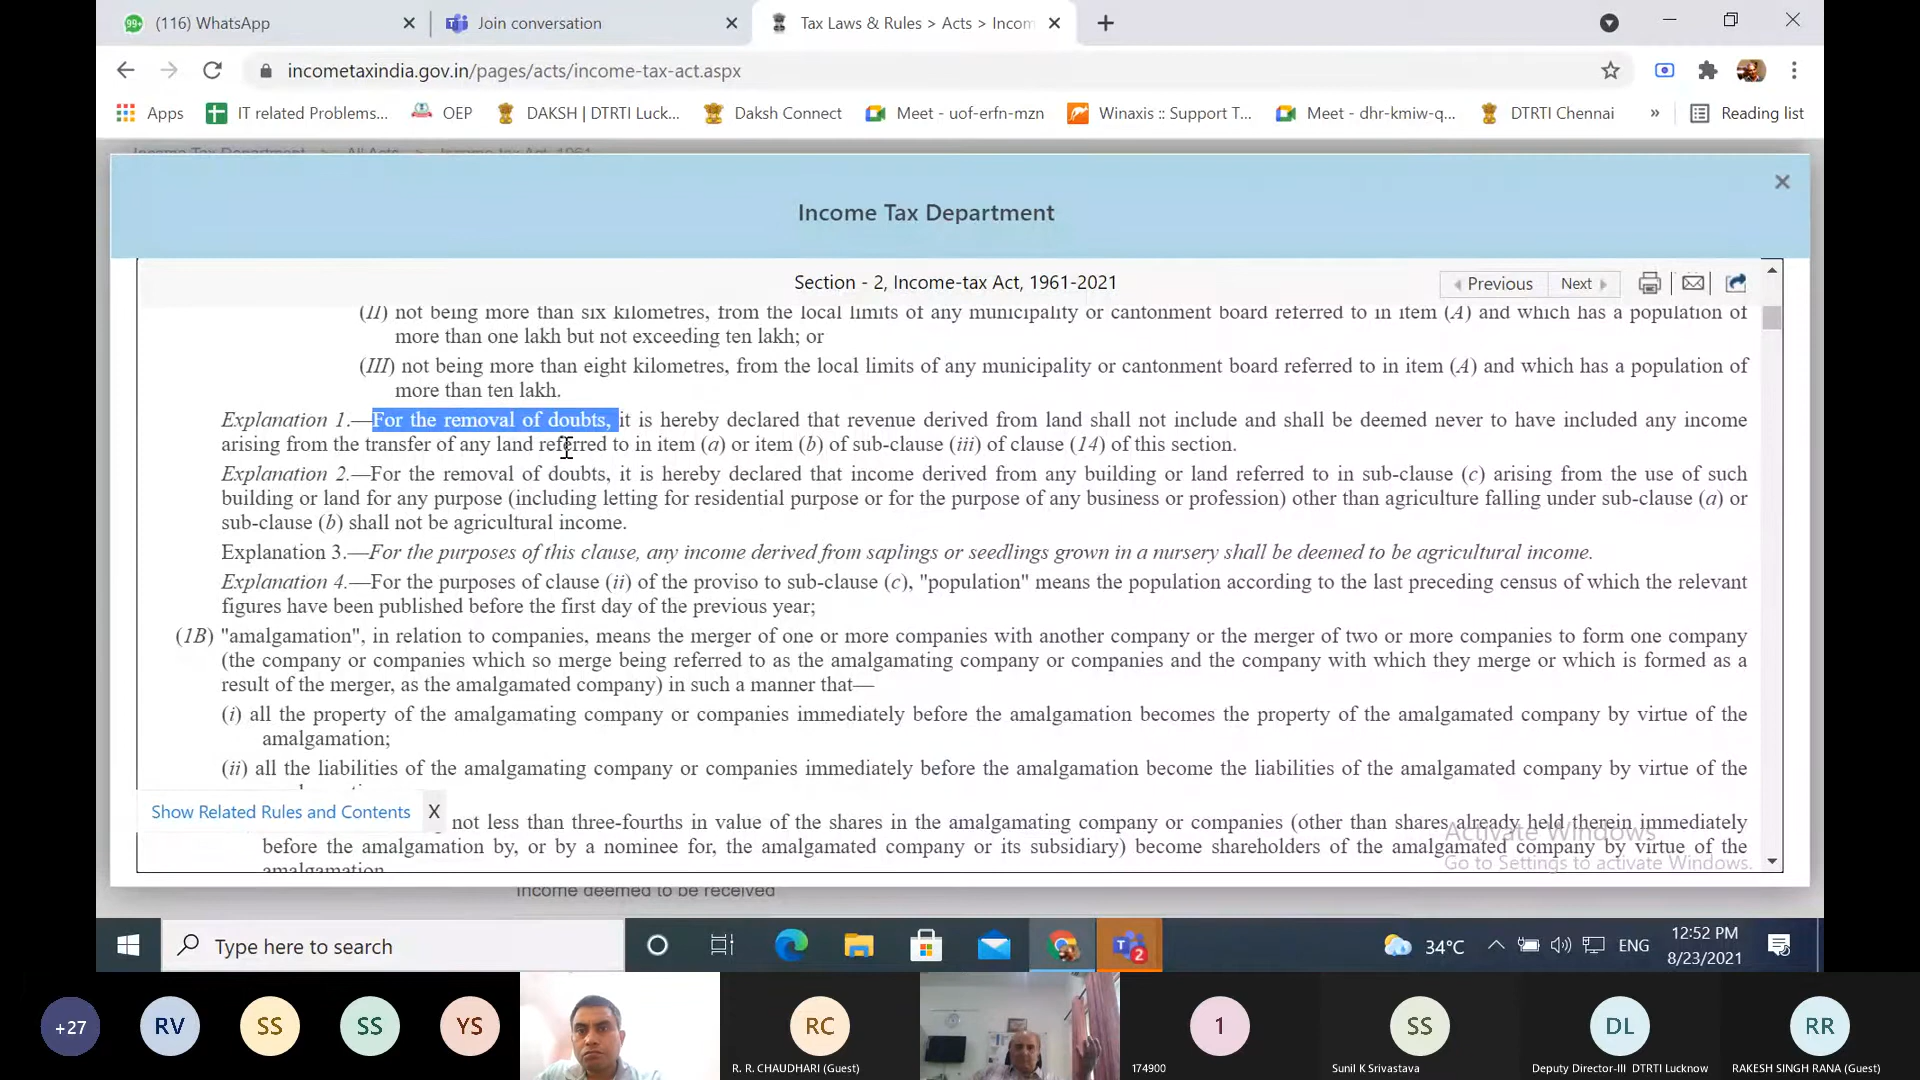 (116) WhatsApp
Join conversation
Tax Laws & Rules > Acts > Incom
incometaxindia.gov.in/pages/acts/income-tax-act.aspx
Apps
IT related Problems...
OEP
DAKSH | DTRTI Luck...
Daksh Connect
Meet - uof-erfn-mzn
Winaxis :: Support T...
Meet - dhr-kmiw-q...
DTRTI Chennai
»
Reading list
Income Tax Department
Section - 2, Income-tax Act, 1961-2021
Previous
Next
(II) not being more than six kilometres, from the local limits of any municipality or cantonment board referred to in item (A) and which has a population of
more than one lakh but not exceeding ten lakh; or
(III) not being more than eight kilometres, from the local limits of any municipality or cantonment board referred to in item (A) and which has a population of
more than ten lakh.
Explanation 1.—For the removal of doubts, it is hereby declared that revenue derived from land shall not include and shall be deemed never to have included any income
arising from the transfer of any land referred to in item (a) or item (b) of sub-clause (iii) of clause (14) of this section.
Explanation 2.—For the removal of doubts, it is hereby declared that income derived from any building or land referred to in sub-clause (c) arising from the use of such
building or land for any purpose (including letting for residential purpose or for the purpose of any business or profession) other than agriculture falling under sub-clause (a) or
sub-clause (b) shall not be agricultural income.
Explanation 3.—For the purposes of this clause, any income derived from saplings or seedlings grown in a nursery shall be deemed to be agricultural income.
Explanation 4.—For the purposes of clause (ii) of the proviso to sub-clause (c), "population" means the population according to the last preceding census of which the relevant
figures have been published before the first day of the previous year;
(1B) "amalgamation", in relation to companies, means the merger of one or more companies with another company or the merger of two or more companies to form one company
(the company or companies which so merge being referred to as the amalgamating company or companies and the company with which they merge or which is formed as a
result of the merger, as the amalgamated company) in such a manner that—
(i) all the property of the amalgamating company or companies immediately before the amalgamation becomes the property of the amalgamated company by virtue of the
amalgamation;
(ii) all the liabilities of the amalgamating company or companies immediately before the amalgamation become the liabilities of the amalgamated company by virtue of the
Show Related Rules and Contents X
not less than three-fourths in value of the shares in the amalgamating company or companies (other than shares already held therein immediately
before the amalgamation by, or by a nominee for, the amalgamated company or its subsidiary) become shareholders of the amalgamated company by virtue of the
amalgamation
Activate Windows
Go to Settings to activate Windows.
Income deemed to be received
Type here to search
2
34°C
ENG
12:52 PM
8/23/2021
+27
RV
SS
SS
YS
RC
R. R. CHAUDHARI (Guest)
1
174900
SS
Sunil K Srivastava
DL
Deputy Director-III DTRTI Lucknow
RR
RAKESH SINGH RANA (Guest)